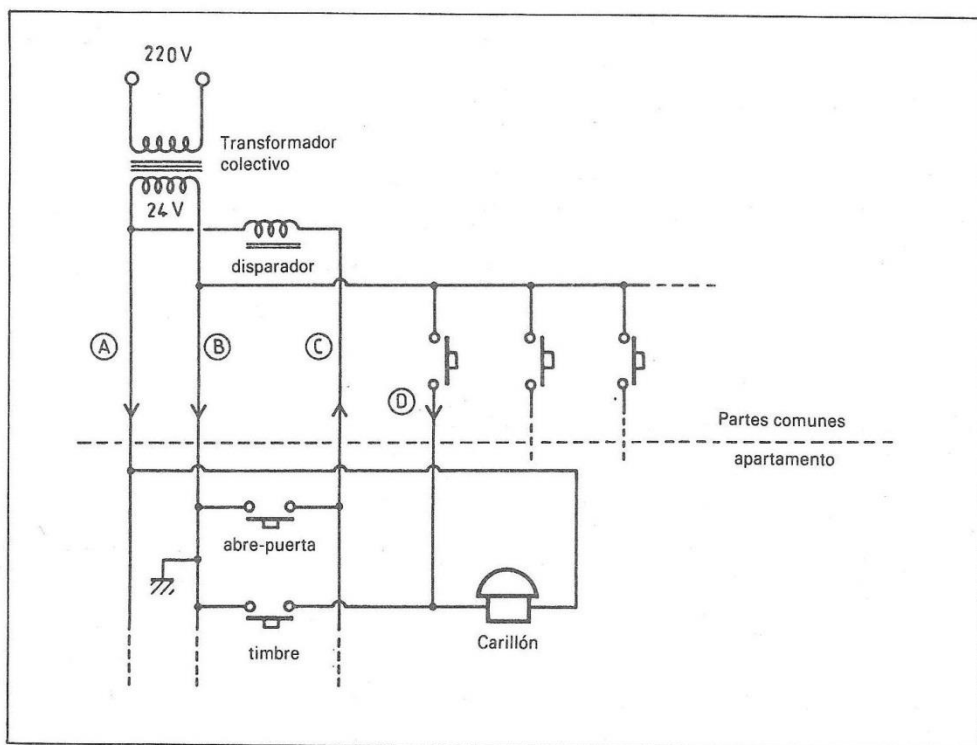 220V
Transformador
colectivo
24V
disparador
A
B
C
D
Partes comunes
apartamento
abre-puerta
timbre
Carillón